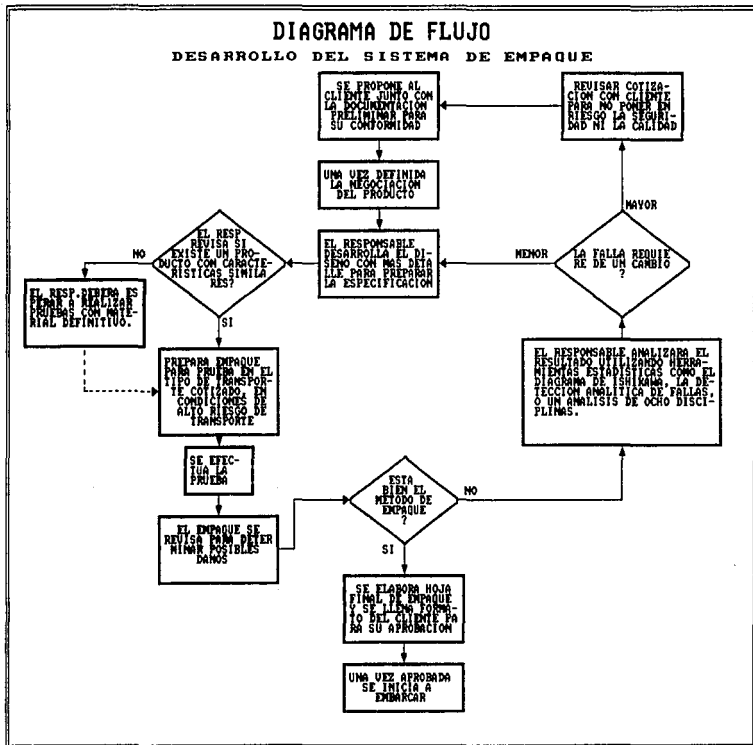 DIAGRAMA DE FLUJO
DESARROLLO DEL SISTEMA DE EMPAQUE
SE PROPONE AL
CLIENTE JUNTO CON
LA DOCUMENTACION
PRELIMINAR PARA
SU CONFORMIDAD
REVISAR COTIZA-
CION CON CLIENTE
PARA NO PONER EN
RIESGO LA SEGURI-
DAD NI LA CALIDAD
UNA VEZ DEFINIDA
LA NEGOCIACION
DEL PRODUCTO
MAYOR
EL RESP
REVISA SI
EXISTE UN PRO-
DUCTO CON CARACTE-
RISTICAS SIMILA
RES?
NO
EL RESPONSABLE
DESARROLLA EL DI-
SENO CON MAS DETA-
LLE PARA PREPARAR
LA ESPECIFICACION
MENOR
LA FALLA REQUIE
RE DE UN CAMBIO
?
EL RESP.DEBERA ES
PERAR A REALIZAR
PRUEBAS CON MATE-
RIAL DEFINITIVO.
SI
PREPARA EMPAQUE
PARA PRUEBA EN EL
TIPO DE TRANSPOR-
TE COTIZADO, EN
CONDICIONES DE
ALTO RIESGO DE
TRANSPORTE
EL RESPONSABLE ANALIZARA EL
RESULTADO UTILIZANDO HERRA-
MIENTAS ESTADISTICAS COMO EL
DIAGRAMA DE ISHIKAWA, LA DE-
TECCION ANALITICA DE FALLAS,
O UN ANALISIS DE OCHO DISCI-
PLINAS.
SE EFEC-
TUA LA
PRUEBA
ESTA
BIEN EL
METODO DE
EMPAQUE
?
NO
EL EMPAQUE SE
REVISA PARA DETER
MINAR POSIBLES
DANOS
SI
SE ELABORA HOJA
FINAL DE EMPAQUE
Y SE LLENA FORMA-
TO DEL CLIENTE PA
RA SU APROBACION
UNA VEZ APROBADA
SE INICIA A
EMBARCAR